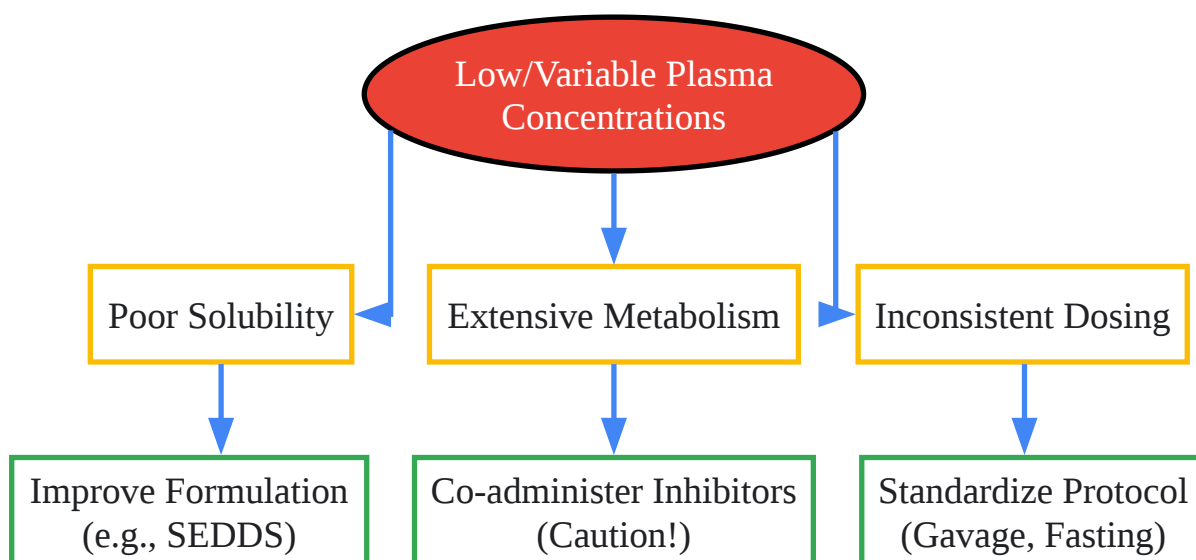 Low/Variable Plasma
Concentrations
Poor Solubility
Extensive Metabolism
Inconsistent Dosing
Improve Formulation
(e.g., SEDDS)
Co-administer Inhibitors
(Caution!)
Standardize Protocol
(Gavage, Fasting)